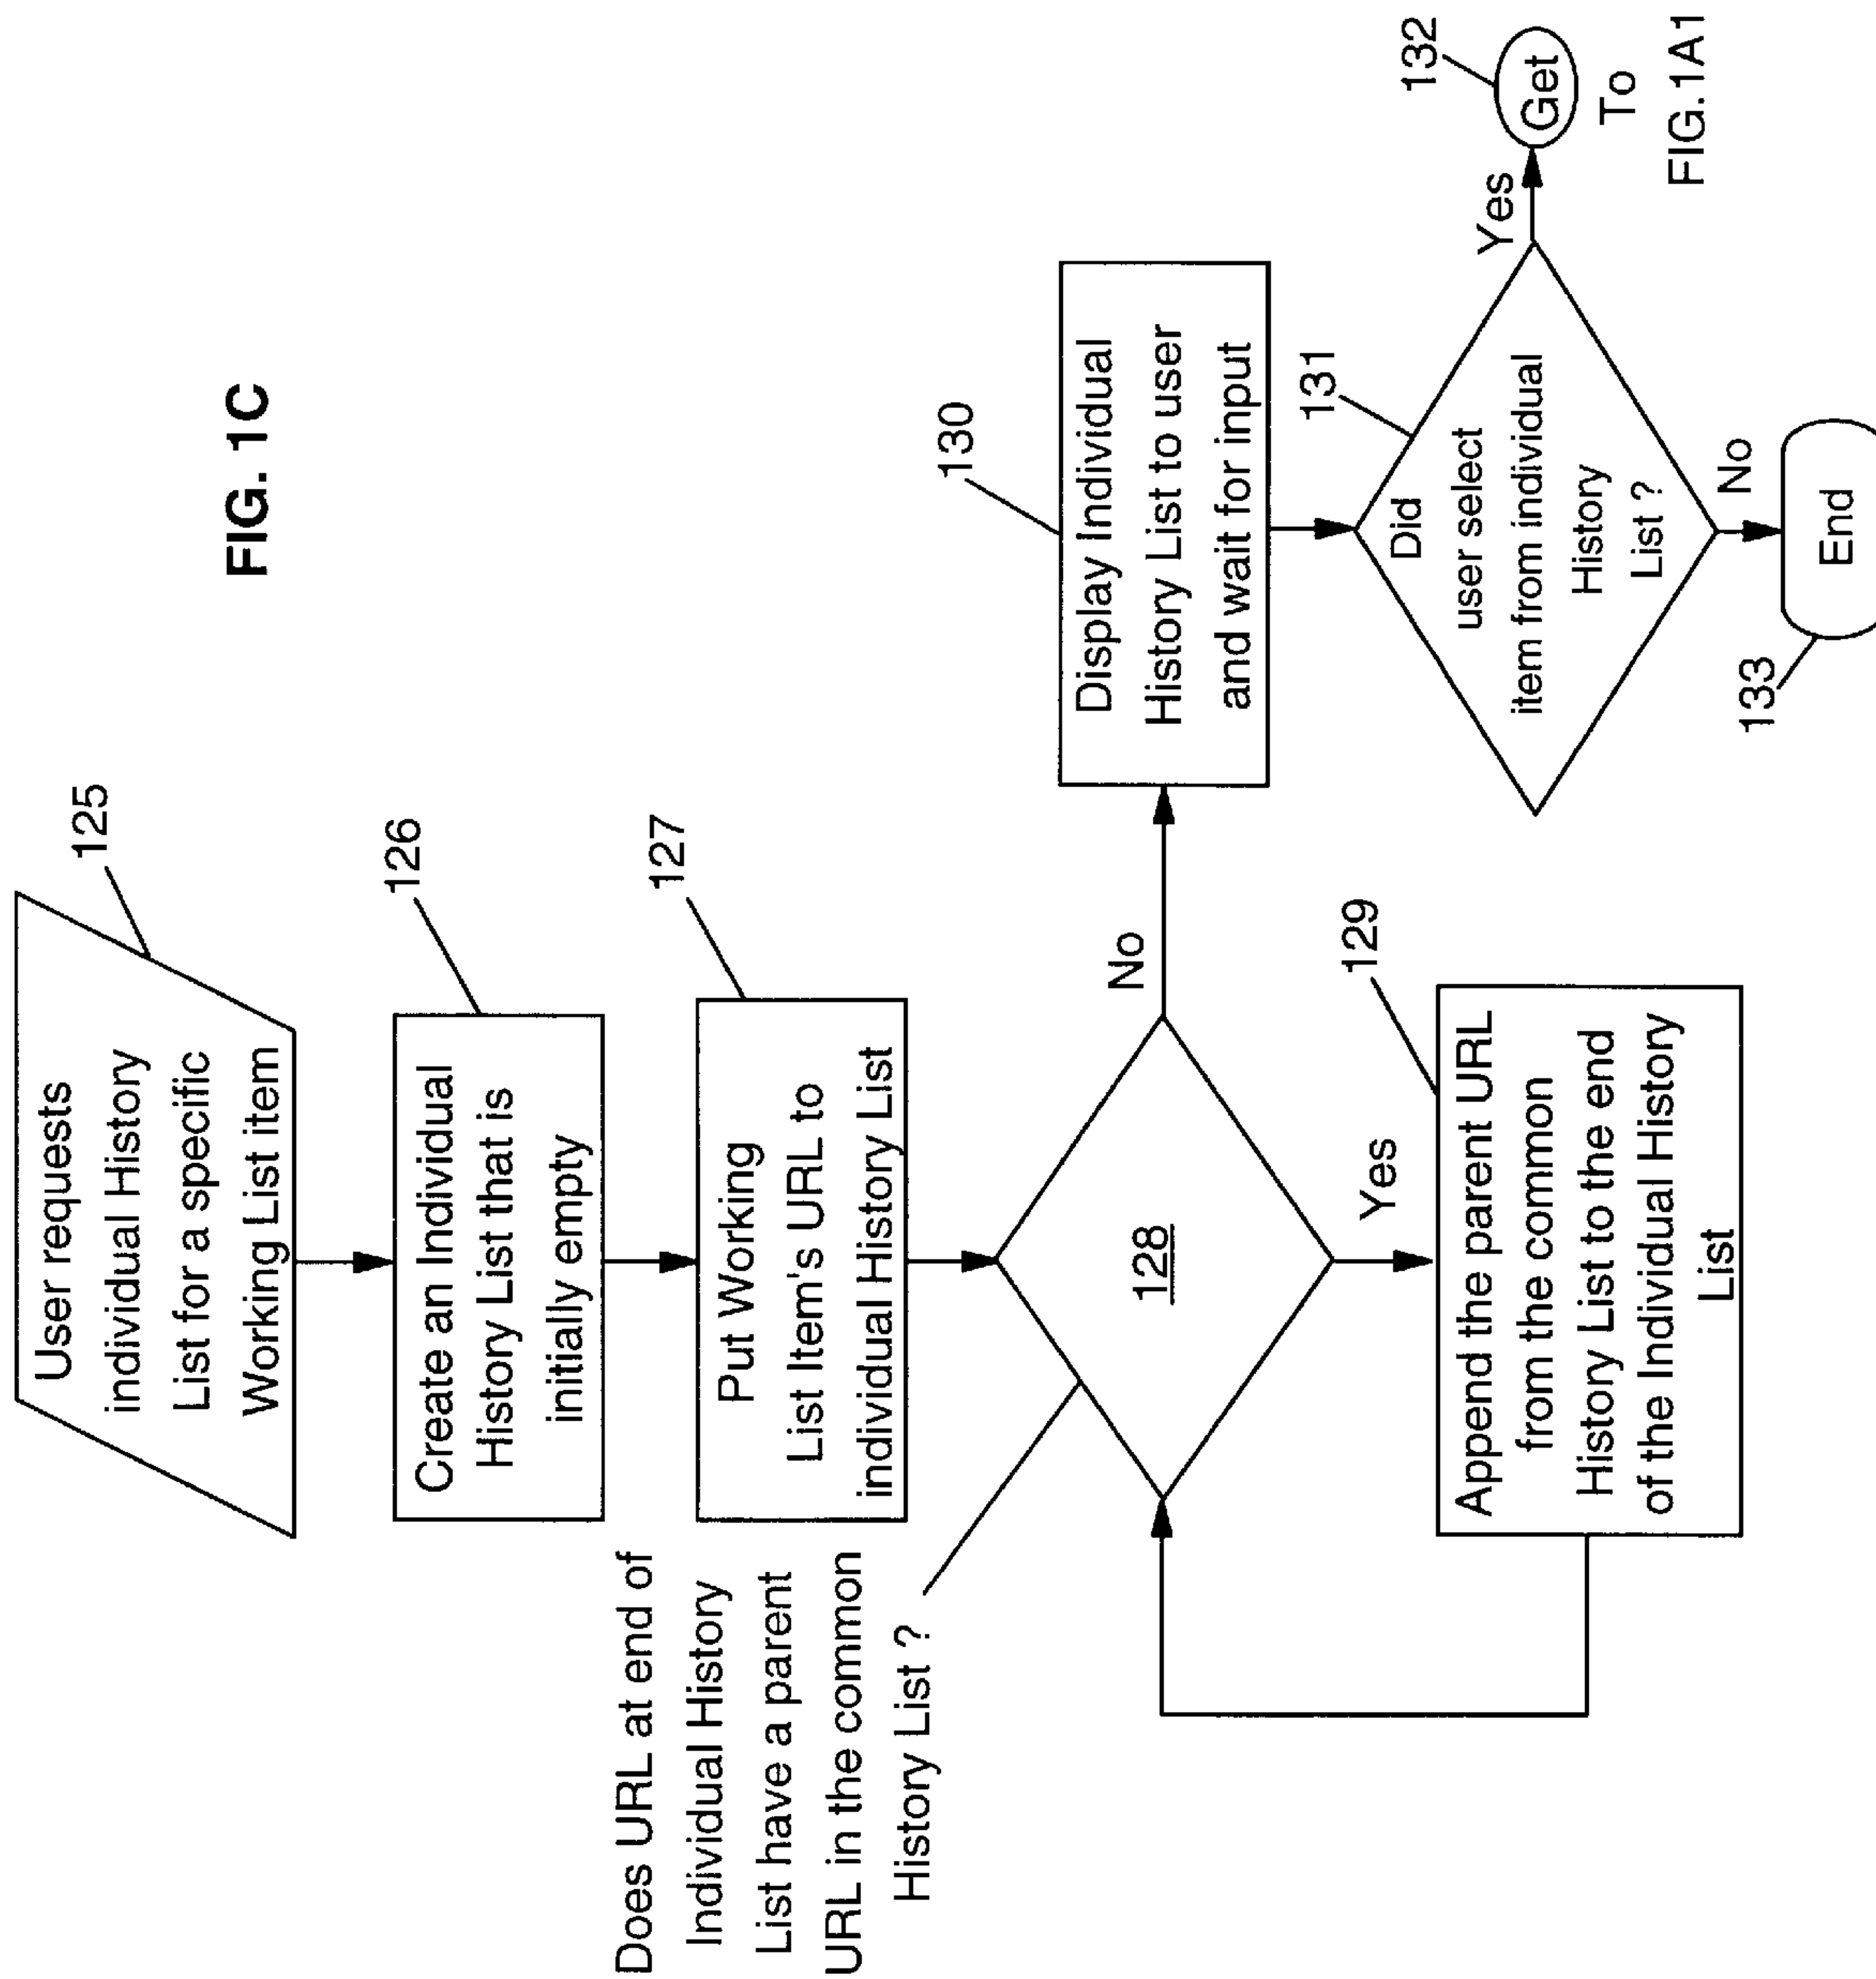 FIG. 1C
User requests
individual History
List for a specific
Working List item
125
Create an Individual
History List that is
initially empty
126
Put Working
List Item's URL to
individual History List
127
Does URL at end of
Individual History
List have a parent
URL in the common
History List ?
128
No
Yes
Append the parent URL
from the common
History List to the end
of the Individual History
List
129
Display Individual
History List to user
and wait for input
130
Did
user select
item from individual
History
List ?
131
Yes
Get
132
To
FIG.1A1
No
End
133